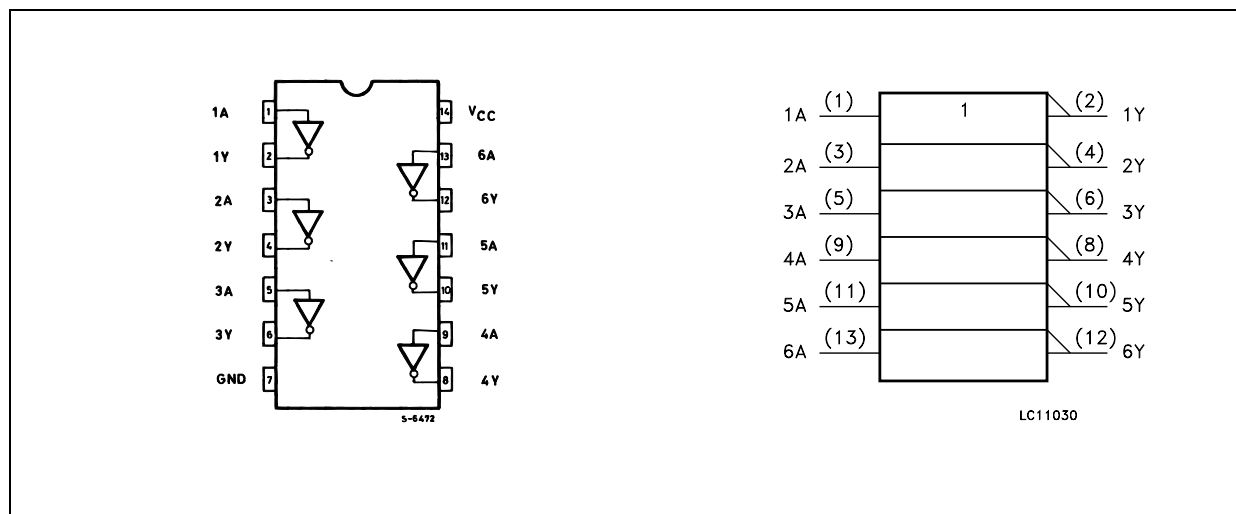 1A 1 14 VCC
1Y 2 13 6A
2A 3 12 6Y
2Y 4 11 5A
3A 5 10 5Y
3Y 6 9 4A
GND 7 8 4Y
S-6472
1A (1) 1 (2) 1Y
2A (3) (4) 2Y
3A (5) (6) 3Y
4A (9) (8) 4Y
5A (11) (10) 5Y
6A (13) (12) 6Y
LC11030